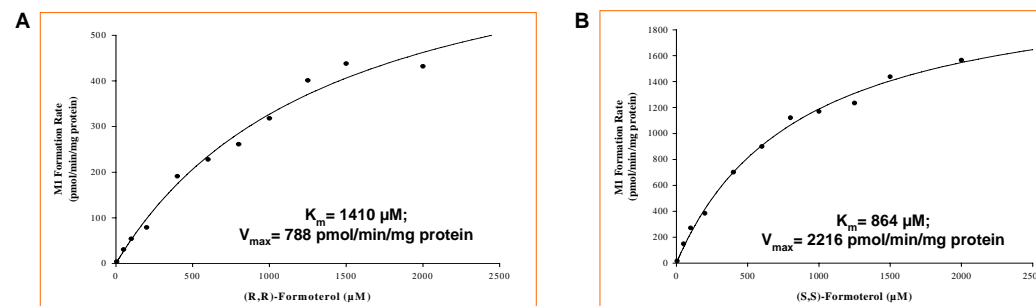 A
M1 Formation Rate
(pmol/min/mg protein)
500
400
300
200
100
0
0 500 1000 1500 2000 2500
Km= 1410 µM;
Vmax= 788 pmol/min/mg protein
(R,R)-Formoterol (µM)
B
M1 Formation Rate
(pmol/min/mg protein)
1800
1600
1400
1200
1000
800
600
400
200
0
0 500 1000 1500 2000 2500
Km= 864 µM;
Vmax= 2216 pmol/min/mg protein
(S,S)-Formoterol (µM)